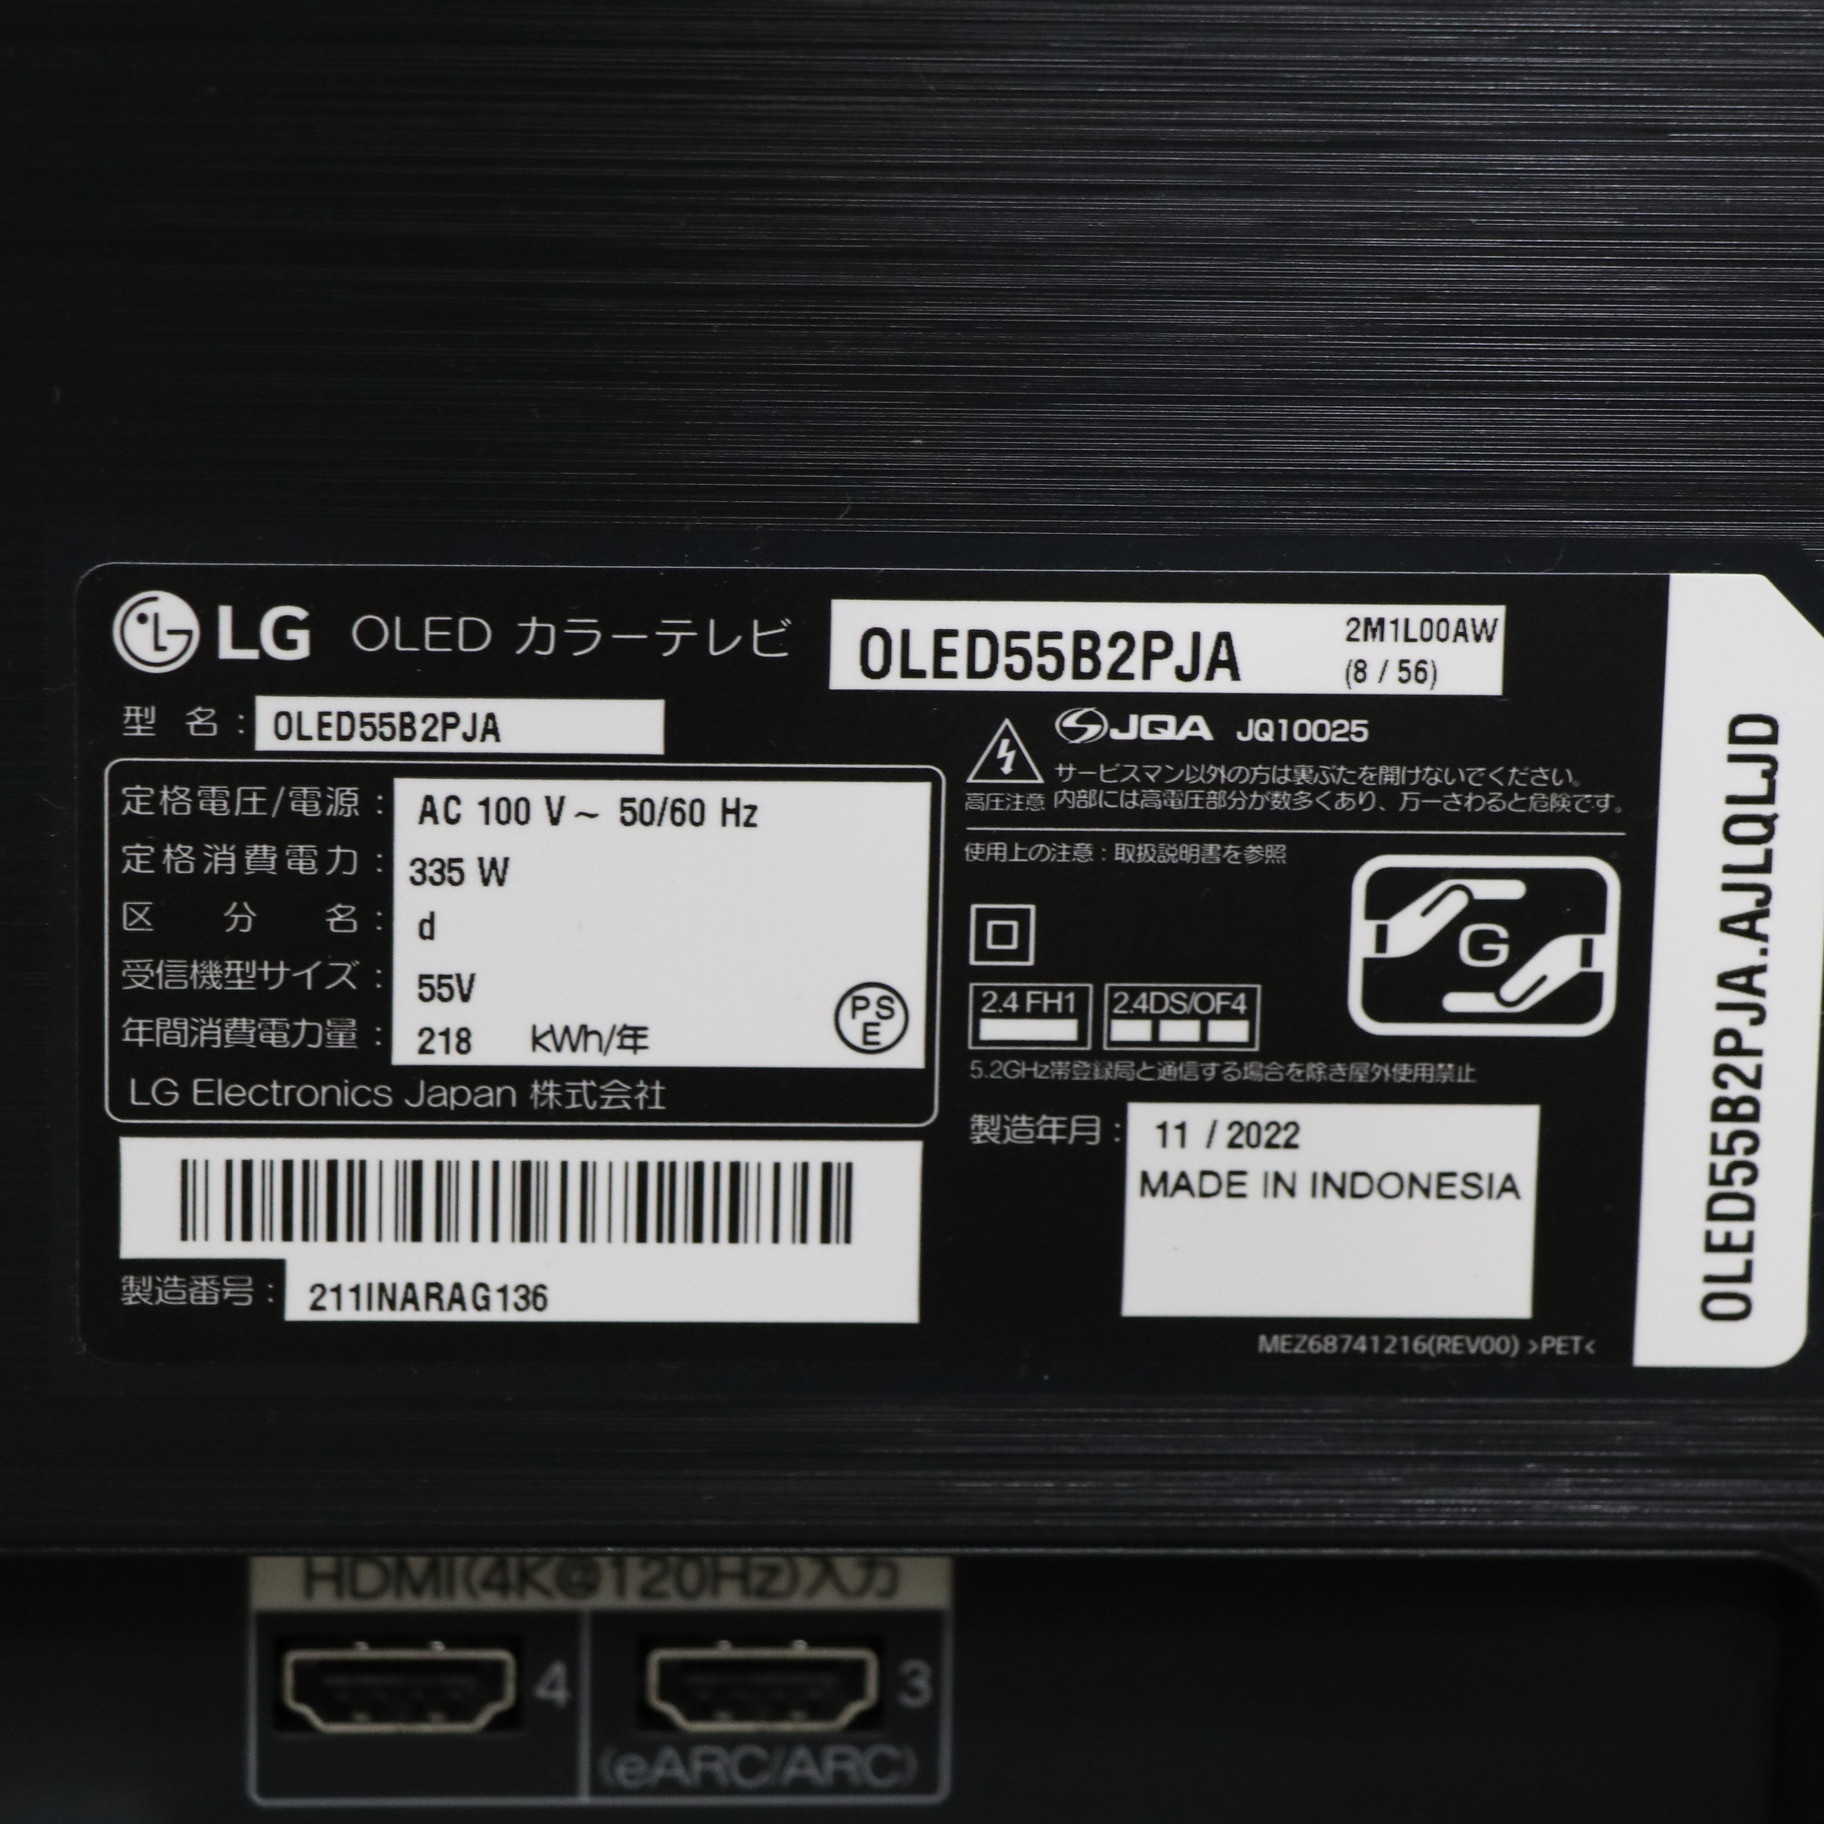 LG OLED カラーテレビ
OLED55B2PJA
2M1L00AW
(8 / 56)
型 名: OLED55B2PJA
定格電圧/電源: AC 100 V ~ 50/60 Hz
定格消費電力: 335 W
区 分 名: d
受信機型サイズ: 55V
年間消費電力量: 218 kWh/年
PS
E
LG Electronics Japan 株式会社
製造番号: 211INARAG136
JQA JQ10025
サービスマン以外の方は裏ぶたを開けないでください。
高圧注意 内部には高電圧部分が数多くあり、万一さわると危険です。
使用上の注意:取扱説明書を参照
G
2.4 FH1
2.4DS/OF4
5.2GHz帯登録局と通信する場合を除き屋外使用禁止
製造年月: 11 / 2022
MADE IN INDONESIA
MEZ68741216(REV00) >PET<
OLED55B2PJA.AJLQLJD
HDMI(4K@120Hz)入力
4
3
(eARC/ARC)